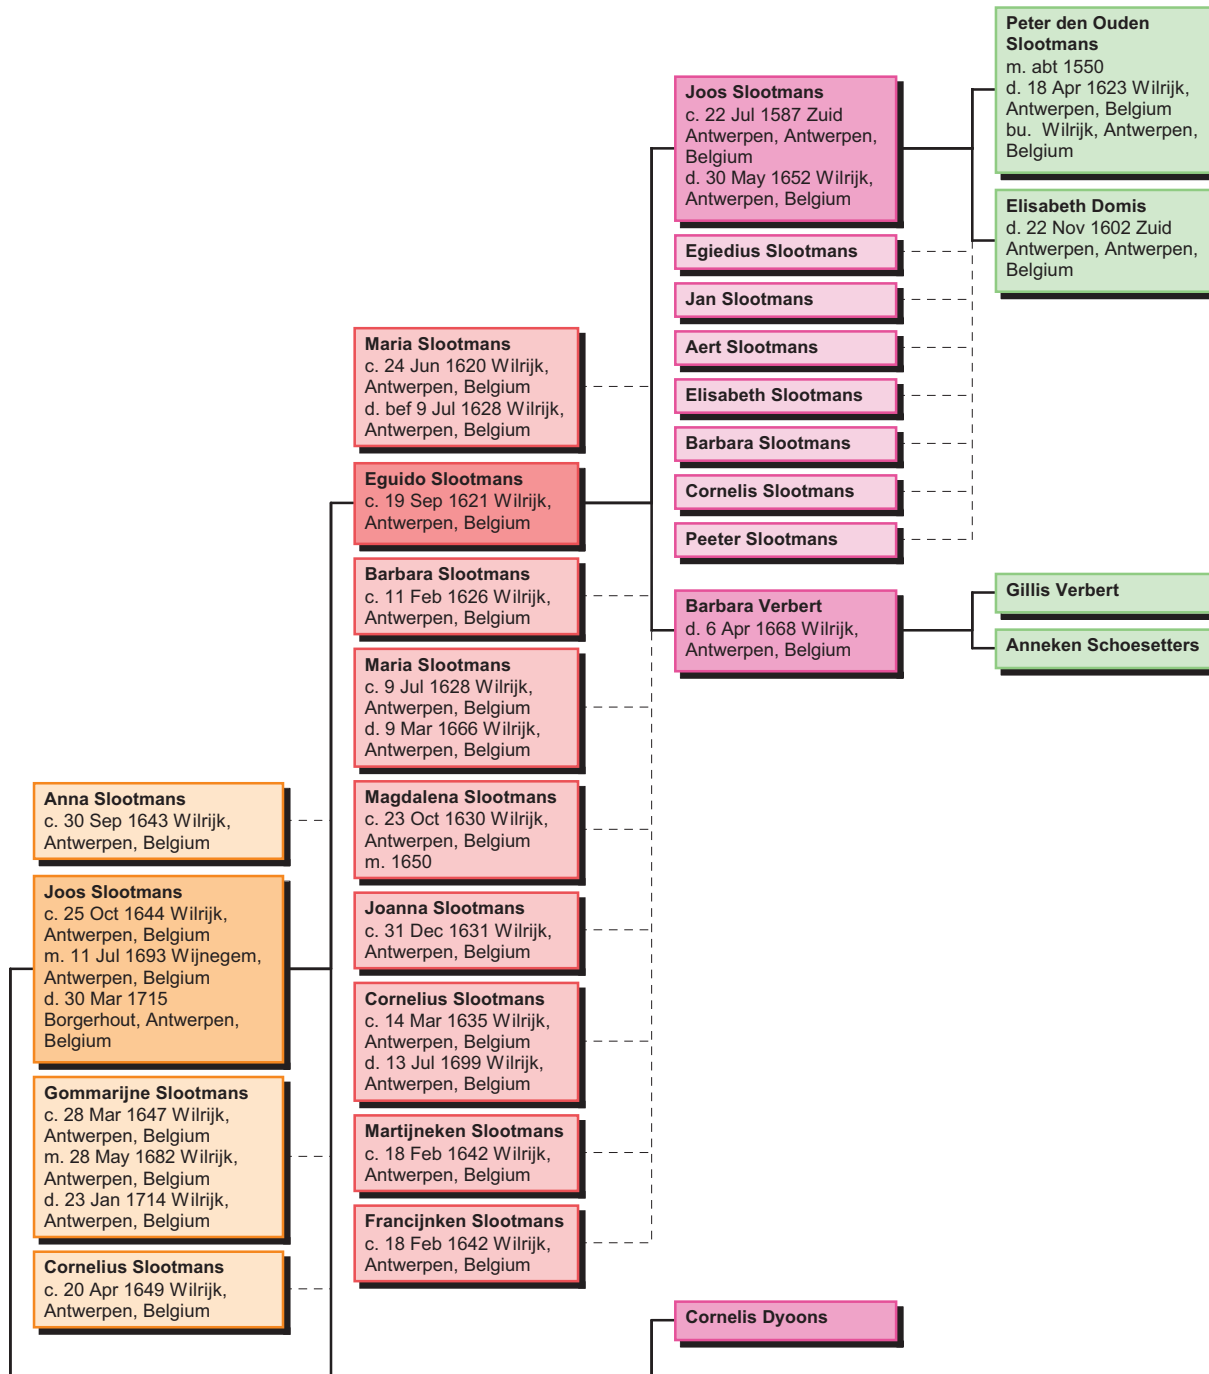 Peter den Ouden
Slootmans
m. abt 1550
d. 18 Apr 1623 Wilrijk,
Antwerpen, Belgium
bu.  Wilrijk, Antwerpen,
Belgium
Joos Slootmans
c. 22 Jul 1587 Zuid
Antwerpen, Antwerpen,
Belgium
d. 30 May 1652 Wilrijk,
Antwerpen, Belgium
Elisabeth Domis
d. 22 Nov 1602 Zuid
Antwerpen, Antwerpen,
Belgium
Egiedius Slootmans
Jan Slootmans
Aert Slootmans
Elisabeth Slootmans
Barbara Slootmans
Cornelis Slootmans
Peeter Slootmans
Maria Slootmans
c. 24 Jun 1620 Wilrijk,
Antwerpen, Belgium
d. bef 9 Jul 1628 Wilrijk,
Antwerpen, Belgium
Eguido Slootmans
c. 19 Sep 1621 Wilrijk,
Antwerpen, Belgium
Barbara Slootmans
c. 11 Feb 1626 Wilrijk,
Antwerpen, Belgium
Barbara Verbert
d. 6 Apr 1668 Wilrijk,
Antwerpen, Belgium
Gillis Verbert
Anneken Schoesetters
Maria Slootmans
c. 9 Jul 1628 Wilrijk,
Antwerpen, Belgium
d. 9 Mar 1666 Wilrijk,
Antwerpen, Belgium
Magdalena Slootmans
c. 23 Oct 1630 Wilrijk,
Antwerpen, Belgium
m. 1650
Anna Slootmans
c. 30 Sep 1643 Wilrijk,
Antwerpen, Belgium
Joos Slootmans
c. 25 Oct 1644 Wilrijk,
Antwerpen, Belgium
m. 11 Jul 1693 Wijnegem,
Antwerpen, Belgium
d. 30 Mar 1715
Borgerhout, Antwerpen,
Belgium
Joanna Slootmans
c. 31 Dec 1631 Wilrijk,
Antwerpen, Belgium
Cornelius Slootmans
c. 14 Mar 1635 Wilrijk,
Antwerpen, Belgium
d. 13 Jul 1699 Wilrijk,
Antwerpen, Belgium
Gommarijne Slootmans
c. 28 Mar 1647 Wilrijk,
Antwerpen, Belgium
m. 28 May 1682 Wilrijk,
Antwerpen, Belgium
d. 23 Jan 1714 Wilrijk,
Antwerpen, Belgium
Martijneken Slootmans
c. 18 Feb 1642 Wilrijk,
Antwerpen, Belgium
Francijnken Slootmans
c. 18 Feb 1642 Wilrijk,
Antwerpen, Belgium
Cornelius Slootmans
c. 20 Apr 1649 Wilrijk,
Antwerpen, Belgium
Cornelis Dyoons